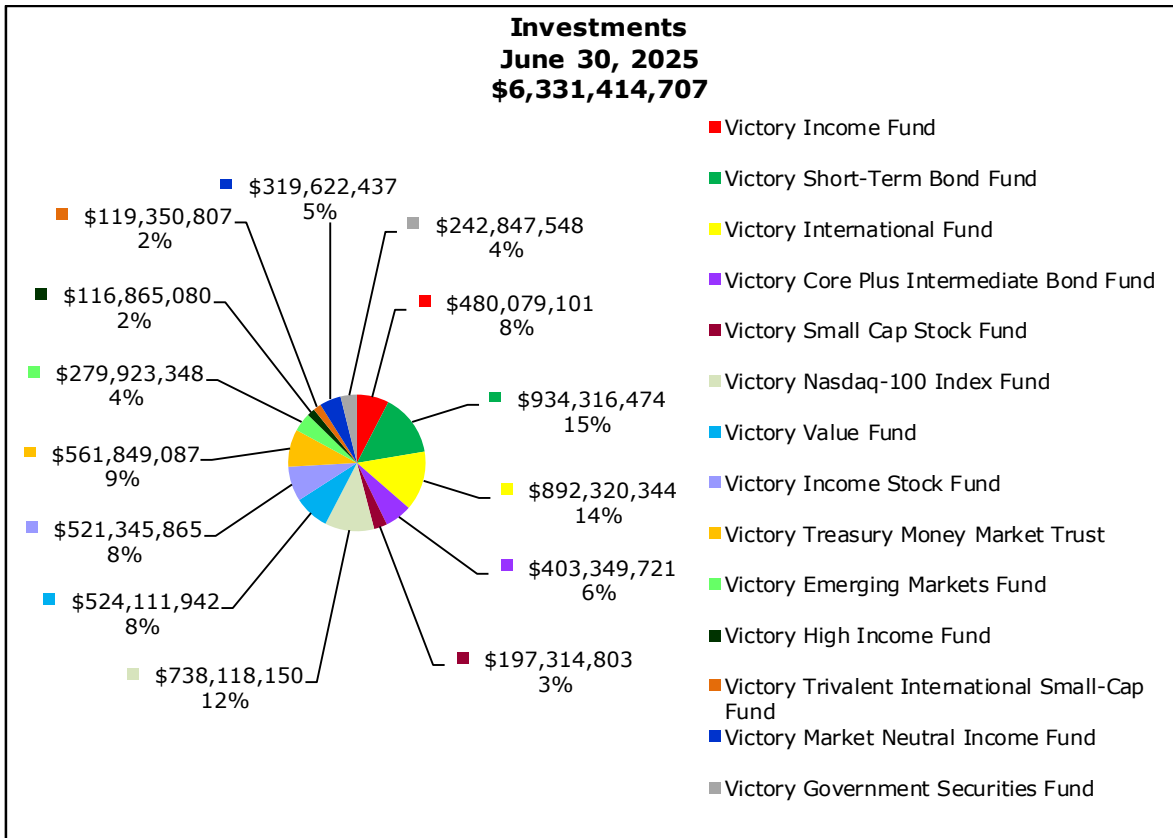 Investments
June 30, 2025
$6,331,414,707
$319,622,437
5%
$119,350,807
2%
$242,847,548
4%
$116,865,080
2%
$480,079,101
8%
$279,923,348
4%
$934,316,474
15%
$561,849,087
9%
$892,320,344
14%
$521,345,865
8%
$403,349,721
6%
$524,111,942
8%
$197,314,803
3%
$738,118,150
12%
Victory Income Fund
Victory Short-Term Bond Fund
Victory International Fund
Victory Core Plus Intermediate Bond Fund
Victory Small Cap Stock Fund
Victory Nasdaq-100 Index Fund
Victory Value Fund
Victory Income Stock Fund
Victory Treasury Money Market Trust
Victory Emerging Markets Fund
Victory High Income Fund
Victory Trivalent International Small-Cap
Fund
Victory Market Neutral Income Fund
Victory Government Securities Fund